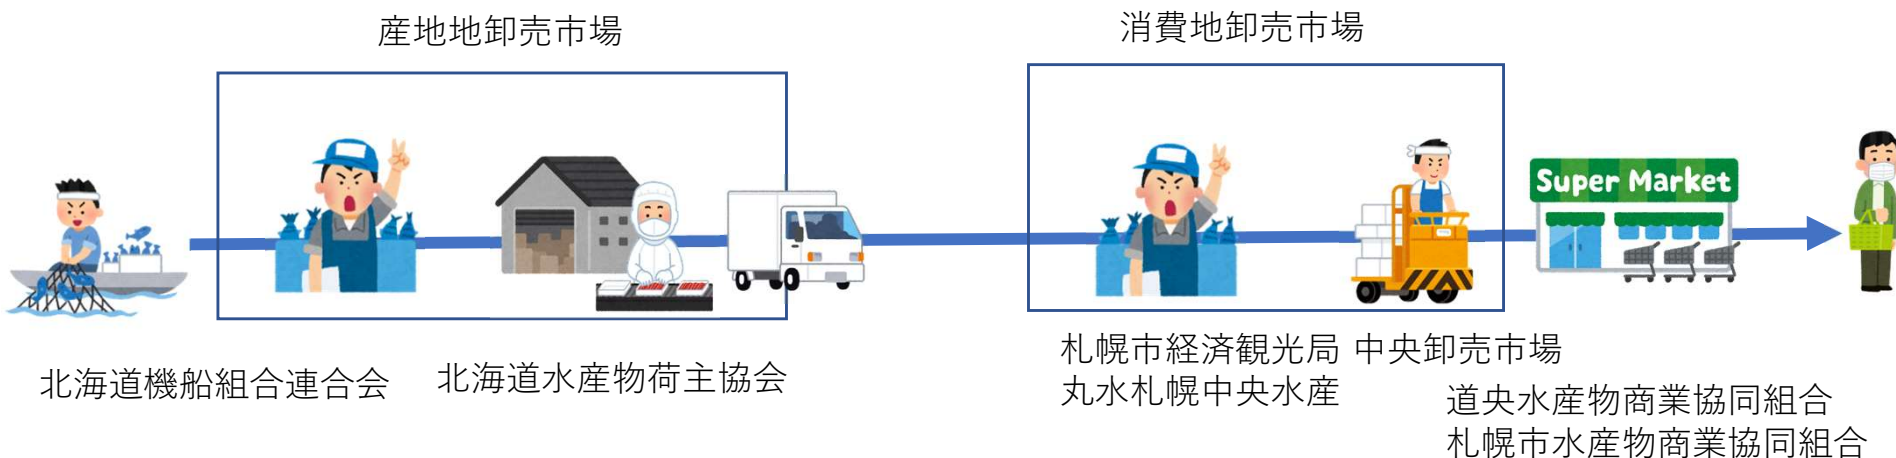 産地地卸売市場
消費地卸売市場
Super Market
北海道機船組合連合会
北海道水産物荷主協会
札幌市経済観光局 中央卸売市場
丸水札幌中央水産
道央水産物商業協同組合
札幌市水産物商業協同組合